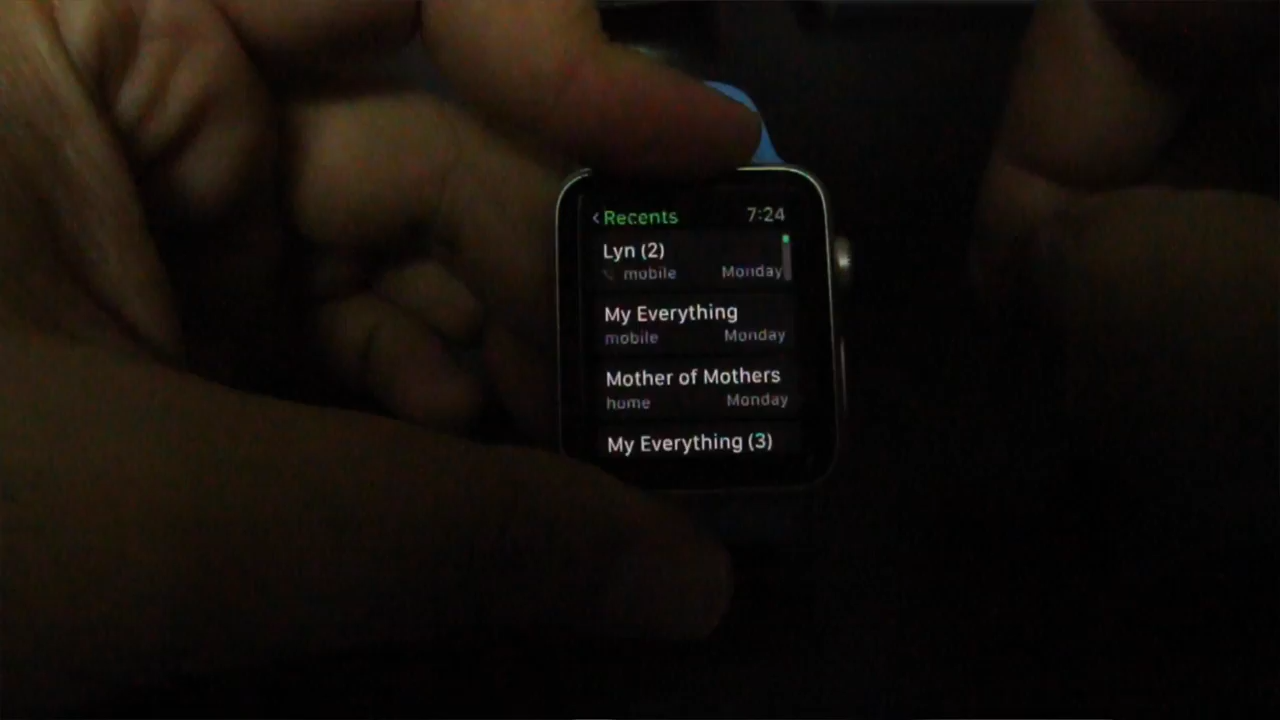 <Recents 7:24
Lyn (2)
mobile Monday
My Everything
mobile Monday
Mother of Mothers
home Monday
My Everything (3)